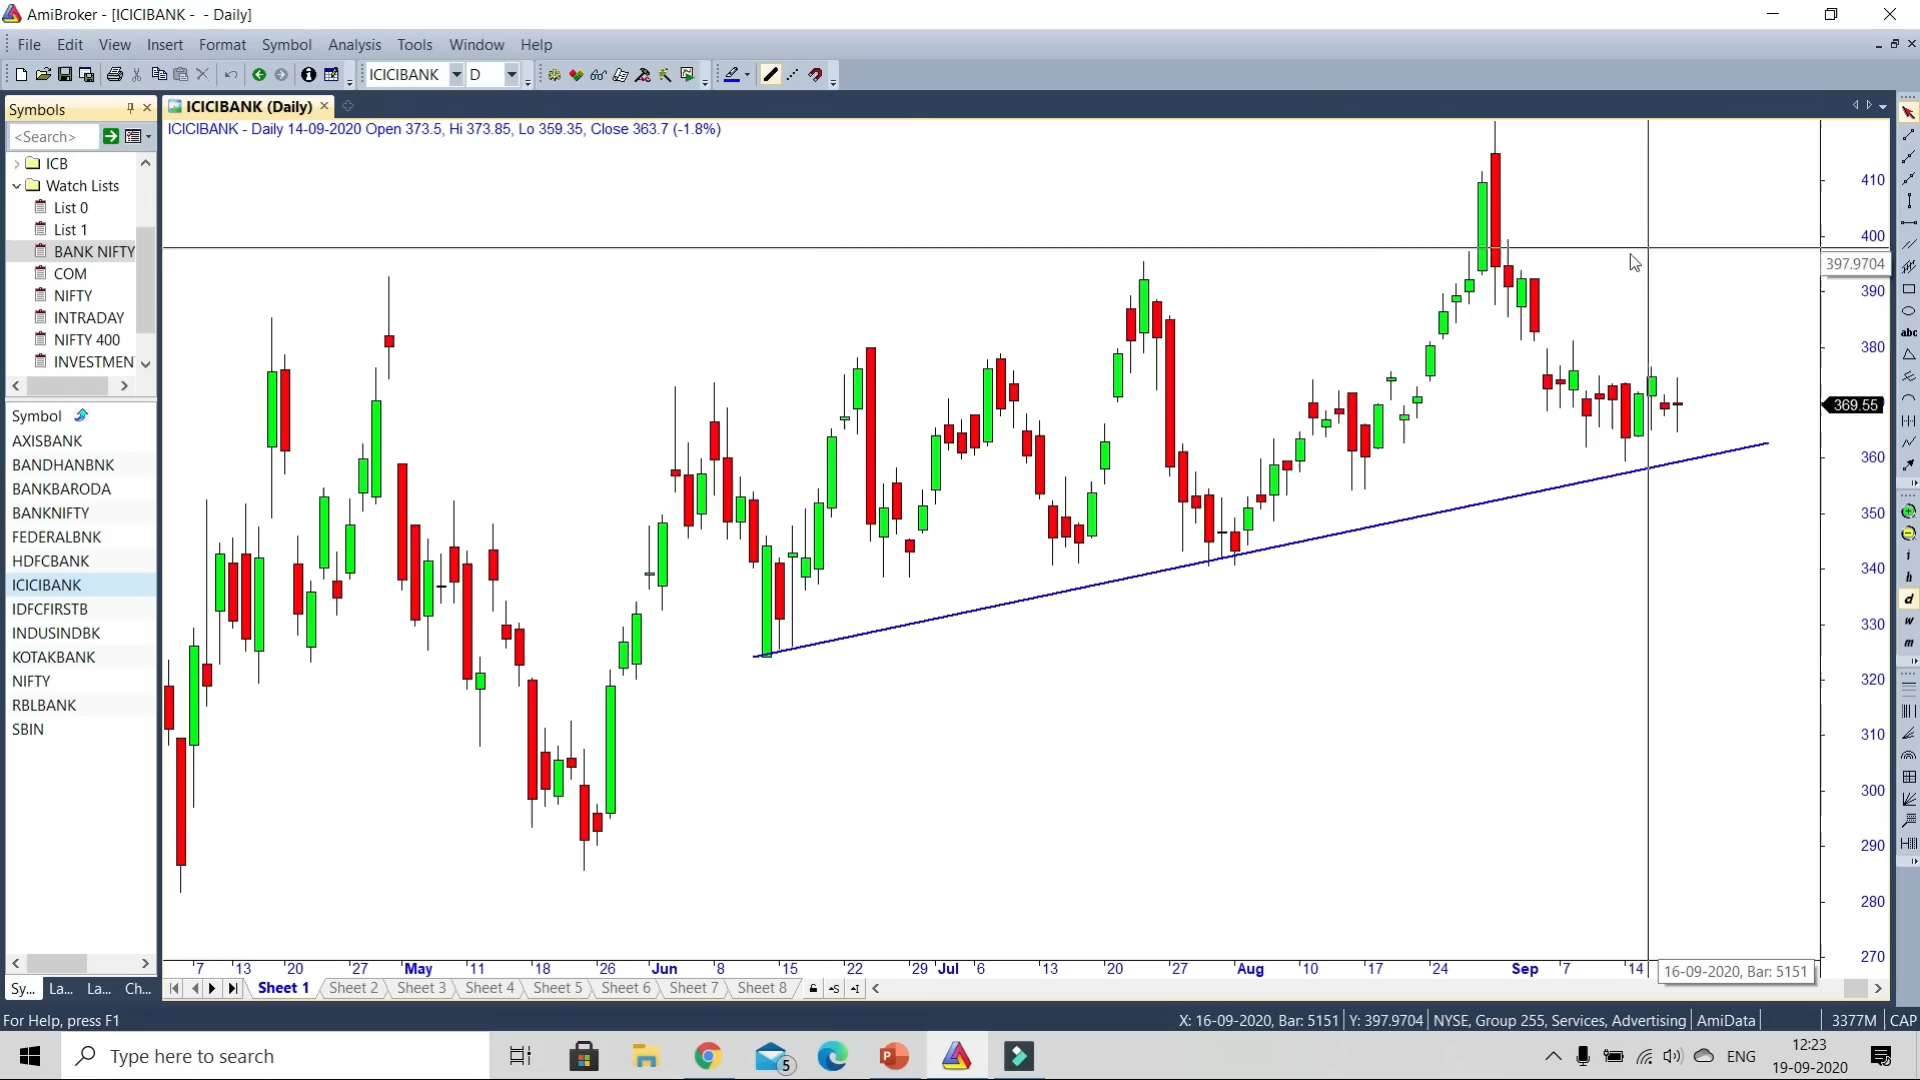 AmiBroker - [ICICIBANK - - Daily]
File Edit View Insert Format Symbol Analysis Tools Window Help
ICICIBANK D
Symbols
ICICIBANK (Daily)
<Search>
ICICIBANK - Daily 14-09-2020 Open 373.5, Hi 373.85, Lo 359.35, Close 363.7 (-1.8%)
ICB
Watch Lists
List 0
List 1
BANK NIFTY
COM
NIFTY
INTRADAY
NIFTY 400
INVESTMEN
Symbol
AXISBANK
BANDHANBNK
BANKBARODA
BANKNIFTY
FEDERALBNK
HDFCBANK
ICICIBANK
IDFCFIRSTB
INDUSINDBK
KOTAKBANK
NIFTY
RBLBANK
SBIN
410
400
397.9704
390
380
369.55
360
350
340
330
320
310
300
290
280
270
abc
i
h
d
w
m
7 13 20 27 May 11 18 26 Jun 8 15 22 29 Jul 6 13 20 27 Aug 10 17 24 Sep 7 14
16-09-2020, Bar: 5151
Sy... La... La... Ch...
Sheet 1 Sheet 2 Sheet 3 Sheet 4 Sheet 5 Sheet 6 Sheet 7 Sheet 8
For Help, press F1
X: 16-09-2020, Bar: 5151 Y: 397.9704 NYSE, Group 255, Services, Advertising AmiData 3377M CAP
Type here to search
5
ENG
12:23
19-09-2020